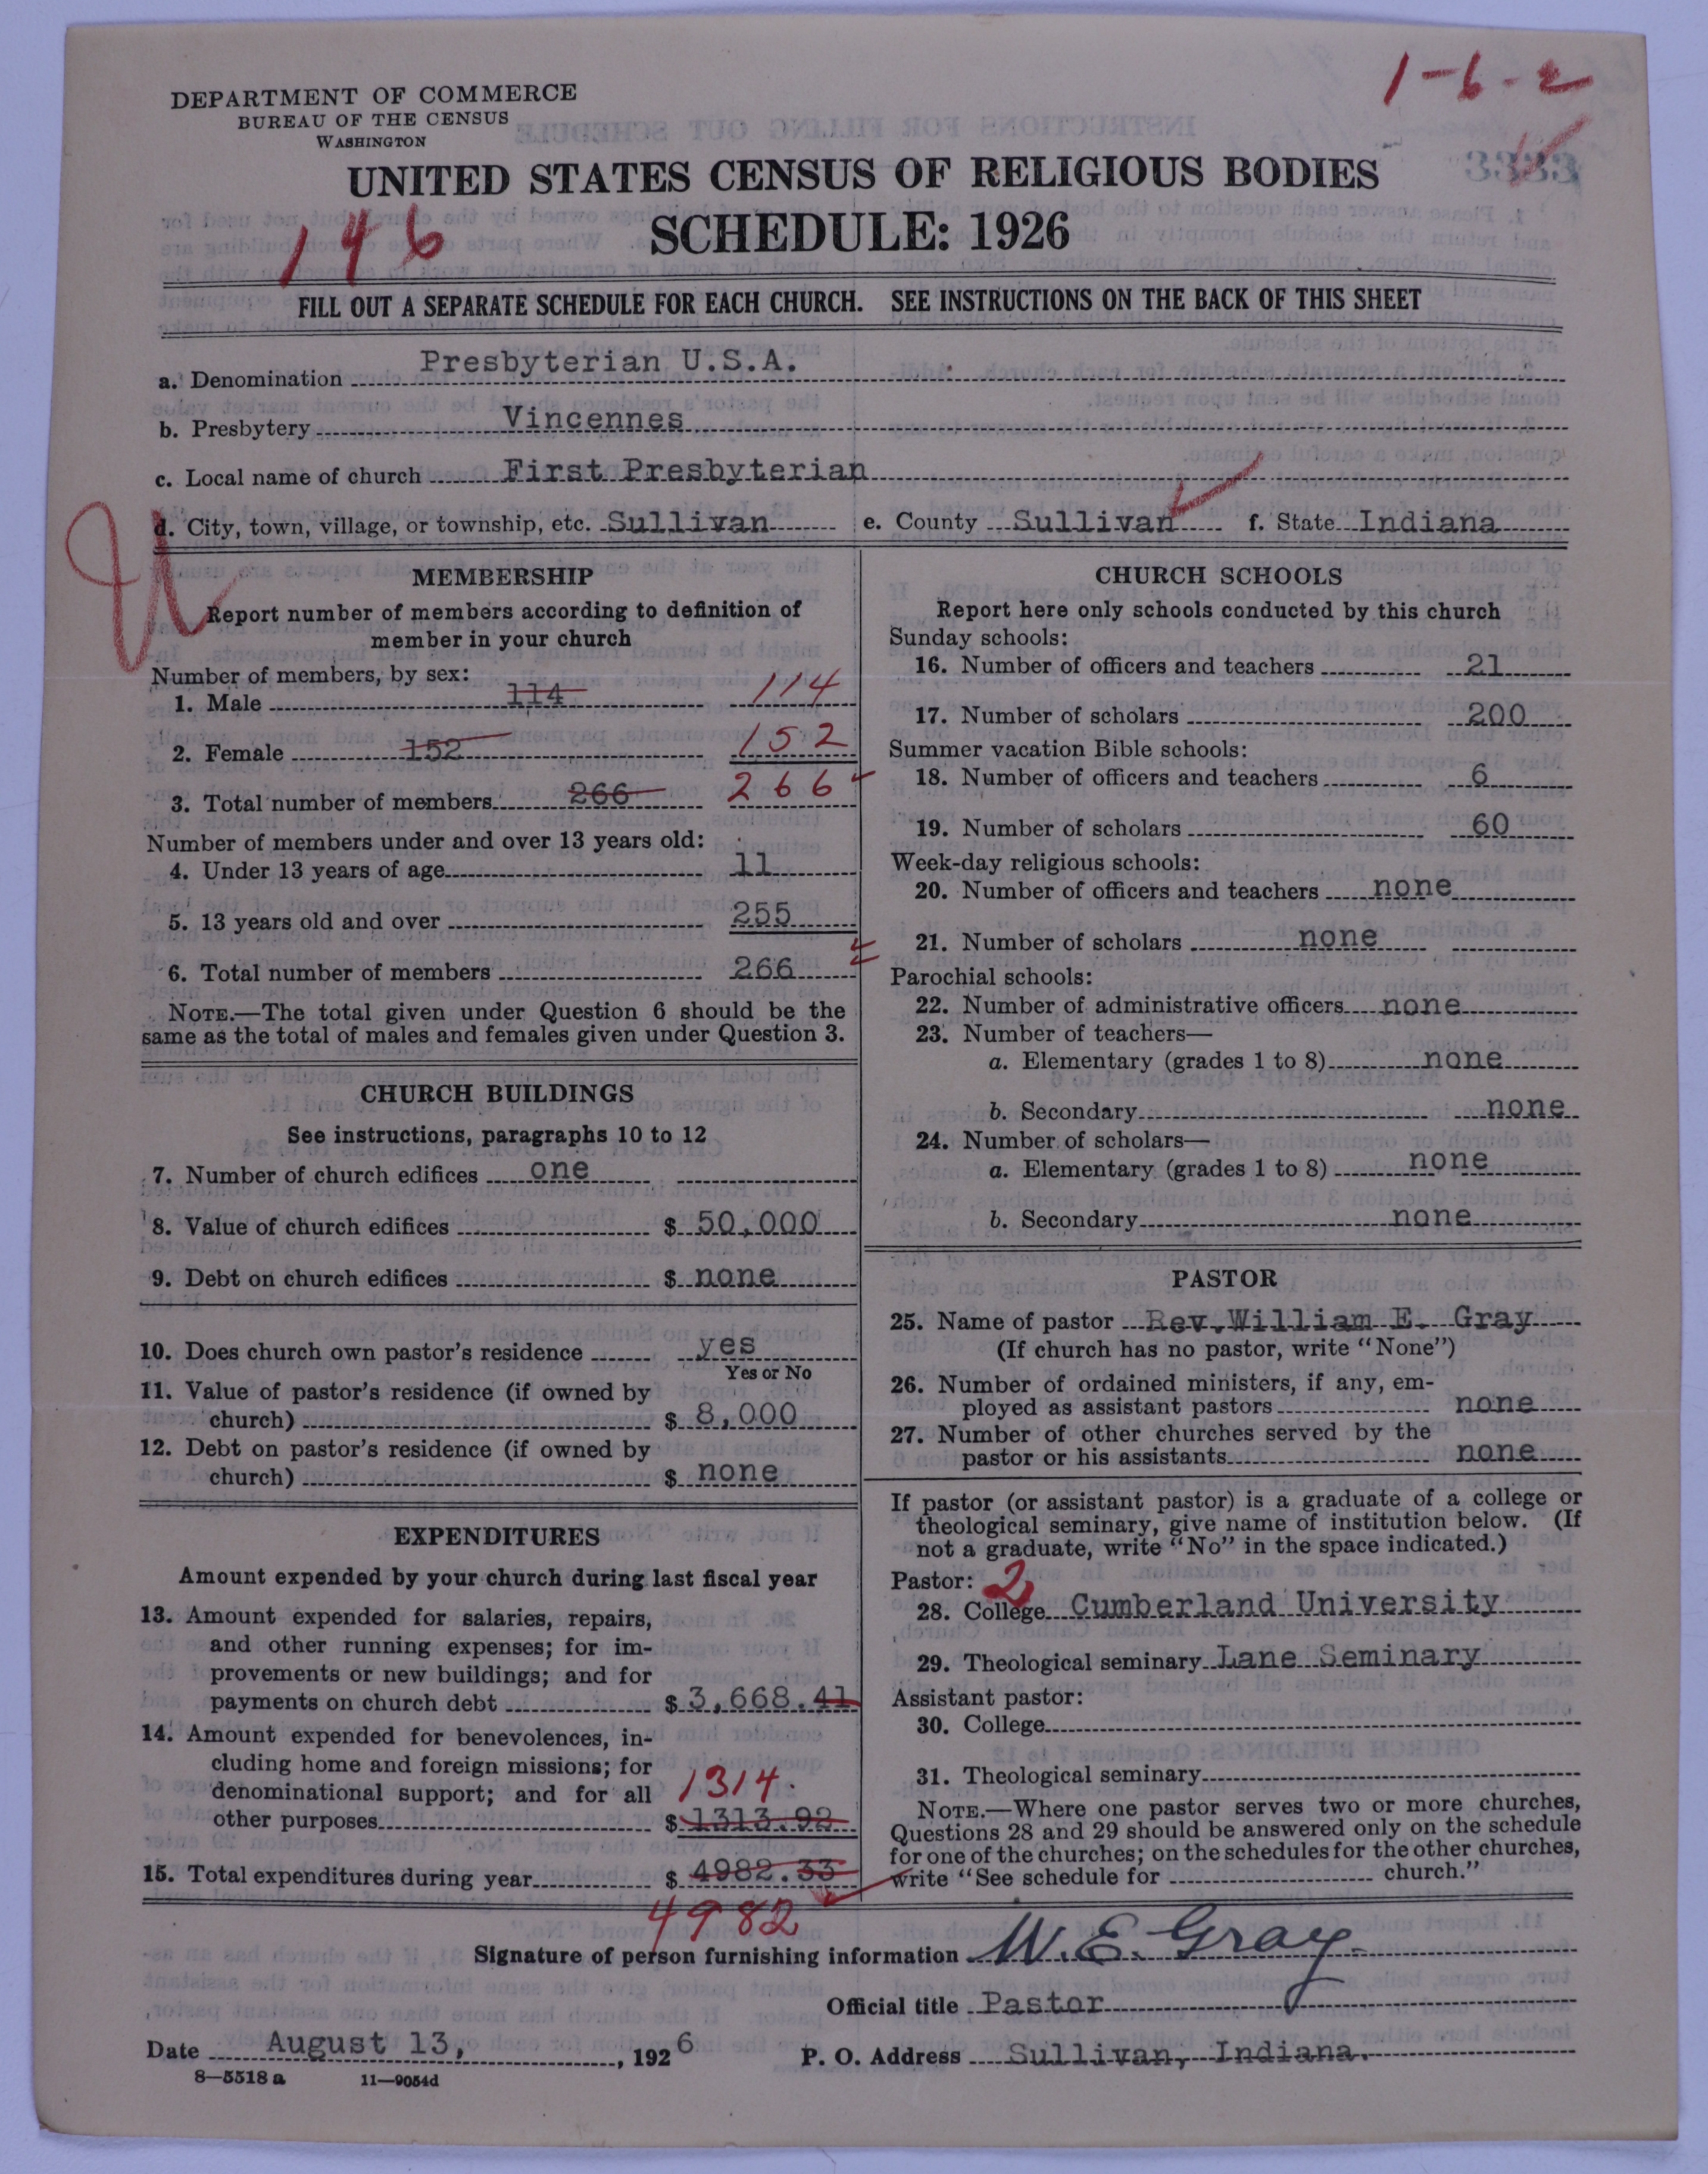 1-6-2
DEPARTMENT OF COMMERCE
BUREAU OF THE CENSUS
WASHINGTON
UNITED STATES CENSUS OF RELIGIOUS BODIES
146
SCHEDULE: 1926
FILL OUT A SEPARATE SCHEDULE FOR EACH CHURCH. SEE INSTRUCTIONS ON THE BACK OF THIS SHEET
a. Denomination Presbyterian U.S.A.
b. Presbytery Vincennes
c. Local name of church First Presbyterian
d. City, town, village, or township, etc. Sullivan e. County Sullivan f. State Indiana
U
MEMBERSHIP
Report number of members according to definition of
member in your church
Number of members, by sex:
1. Male 114 114
2. Female 152 152
3. Total number of members 266 266
Number of members under and over 13 years old:
4. Under 13 years of age 11
5. 13 years old and over 255
6. Total number of members 266
NOTE.—The total given under Question 6 should be the
same as the total of males and females given under Question 3.
CHURCH BUILDINGS
See instructions, paragraphs 10 to 12
7. Number of church edifices one
8. Value of church edifices $ 50,000
9. Debt on church edifices $ none
10. Does church own pastor's residence yes
Yes or No
11. Value of pastor's residence (if owned by
church) $ 8,000
12. Debt on pastor's residence (if owned by
church) $ none
EXPENDITURES
Amount expended by your church during last fiscal year
13. Amount expended for salaries, repairs,
and other running expenses; for im-
provements or new buildings; and for
payments on church debt $ 3,668.41
14. Amount expended for benevolences, in-
cluding home and foreign missions; for
denominational support; and for all 1314.
other purposes $ 1313.92
15. Total expenditures during year $ 4982.33
4982
CHURCH SCHOOLS
Report here only schools conducted by this church
Sunday schools:
16. Number of officers and teachers 21
17. Number of scholars 200
Summer vacation Bible schools:
18. Number of officers and teachers 6
19. Number of scholars 60
Week-day religious schools:
20. Number of officers and teachers none
21. Number of scholars none
Parochial schools:
22. Number of administrative officers none
23. Number of teachers—
a. Elementary (grades 1 to 8) none
b. Secondary none
24. Number of scholars—
a. Elementary (grades 1 to 8) none
b. Secondary none
PASTOR
25. Name of pastor Rev. William E. Gray
(If church has no pastor, write "None")
26. Number of ordained ministers, if any, em-
ployed as assistant pastors none
27. Number of other churches served by the
pastor or his assistants none
If pastor (or assistant pastor) is a graduate of a college or
theological seminary, give name of institution below. (If
not a graduate, write "No" in the space indicated.)
Pastor: 2
28. College Cumberland University
29. Theological seminary Lane Seminary
Assistant pastor:
30. College
31. Theological seminary
NOTE.—Where one pastor serves two or more churches,
Questions 28 and 29 should be answered only on the schedule
for one of the churches; on the schedules for the other churches,
write "See schedule for church."
Signature of person furnishing information W. E. Gray
Official title Pastor
Date August 13, 1926 P. O. Address Sullivan, Indiana.
8—5518 a 11—9054d